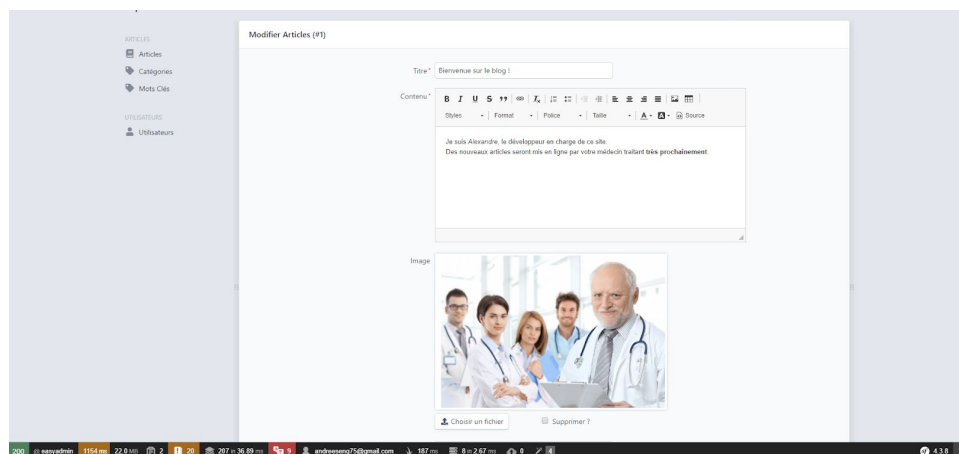 ARTICLES
Articles
Catégories
Mots Clés
UTILISATEURS
Utilisateurs
Modifier Articles (#1)
Titre* Bienvenue sur le blog !
Contenu*
B I U S Ix
Styles Format Police Taille A A Source
Je suis Alexandre, le développeur en charge de ce site.
Des nouveaux articles seront mis en ligne par votre médecin traitant très prochainement.
Image
Choisir un fichier Supprimer ?
200 @ easyadmin 1154 ms 22.0 MiB 2 20 207 in 36.89 ms 9 andreeseng75@gmail.com 187 ms 8 in 2.67 ms 0 4 4.3.8